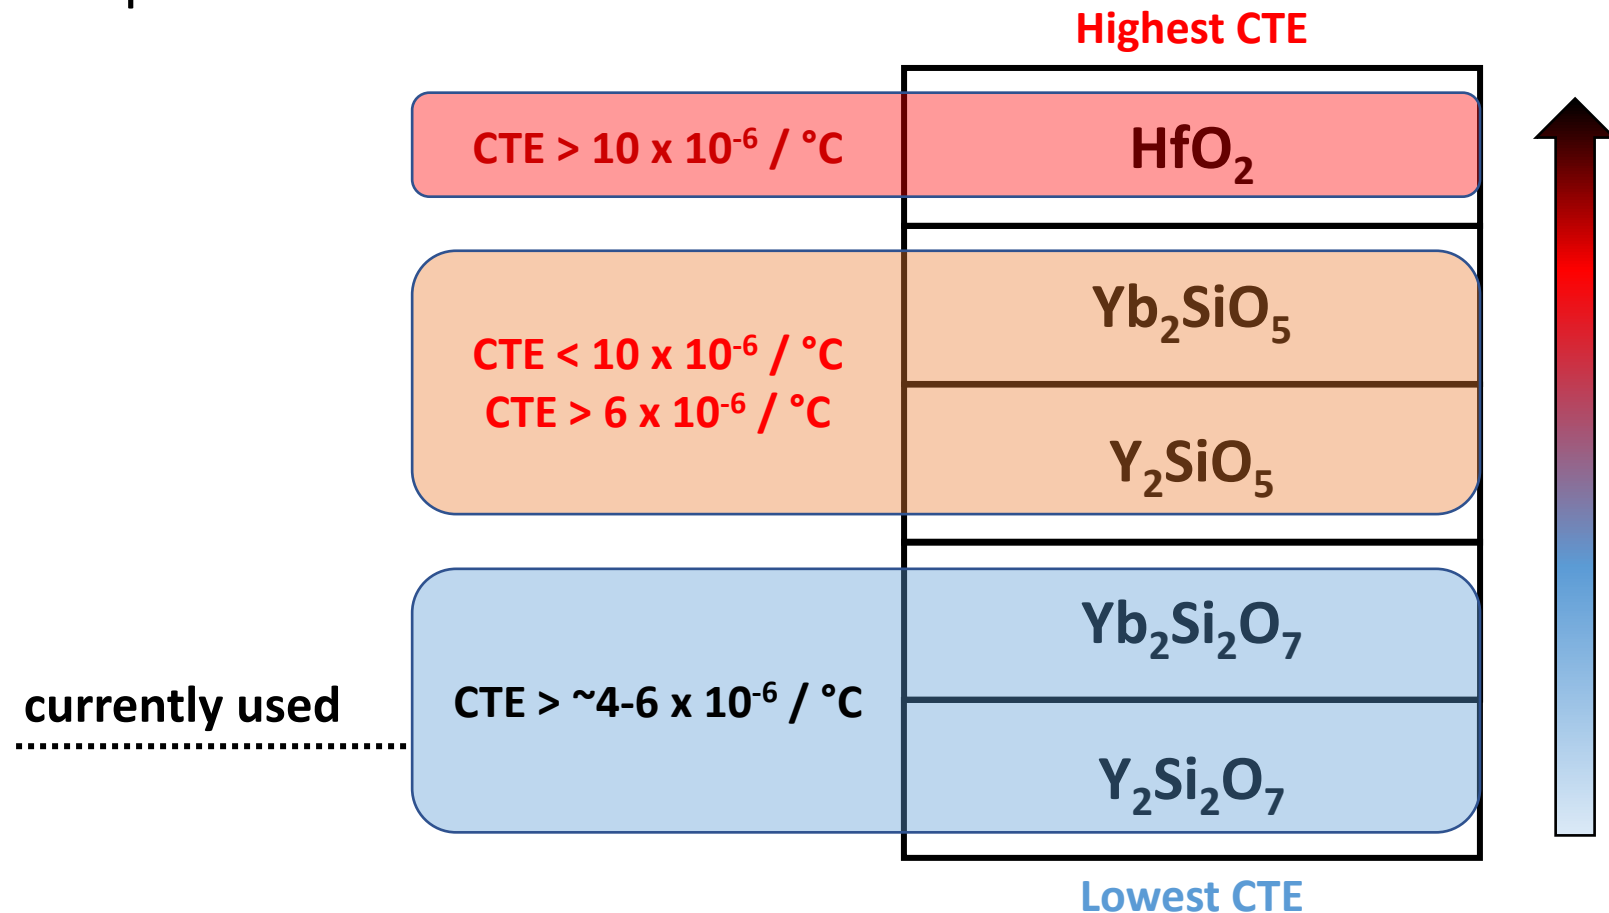 Highest CTE
CTE > 10 x 10⁻⁶ / °C
HfO₂
CTE < 10 x 10⁻⁶ / °C
CTE > 6 x 10⁻⁶ / °C
Yb₂SiO₅
Y₂SiO₅
currently used
CTE > ~4-6 x 10⁻⁶ / °C
Yb₂Si₂O₇
Y₂Si₂O₇
Lowest CTE